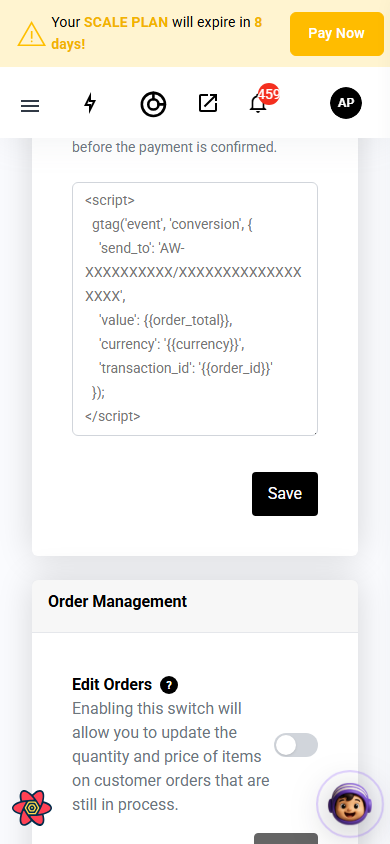 Your SCALE PLAN will expire in 8
days!
Pay Now
459
AP
before the payment is confirmed.
<script>
gtag('event', 'conversion', {
'send_to': 'AW-
XXXXXXXXXX/XXXXXXXXXXXXXX
XXXX',
'value': {{order_total}},
'currency': '{{currency}}',
'transaction_id': '{{order_id}}'
});
</script>
Save
Order Management
Edit Orders ?
Enabling this switch will
allow you to update the
quantity and price of items
on customer orders that are
still in process.